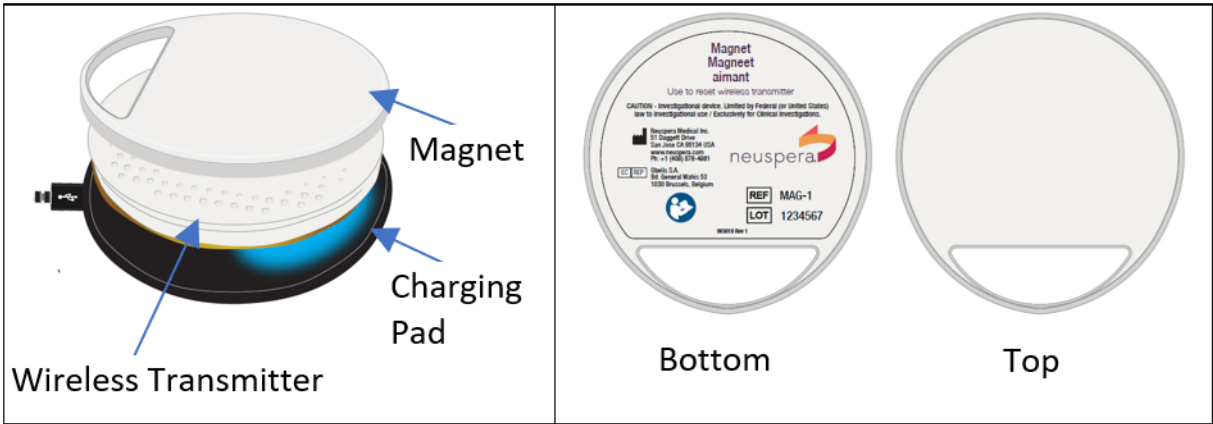 Magnet
Charging
Pad
Wireless Transmitter
Magnet
Magneet
aimant
Use to reset wireless transmitter
CAUTION - Investigational device. Limited by Federal (or United States)
law to investigational use / Exclusively for Clinical Investigations.
Neuspera Medical Inc.
51 Daggett Drive
San Jose CA 95134 USA
www.neuspera.com
neuspera
EC REP
Obelis S.A.
Bd. General Wahis 53
1030 Brussels, Belgium
REF MAG-1
LOT 1234567
Bottom
Top